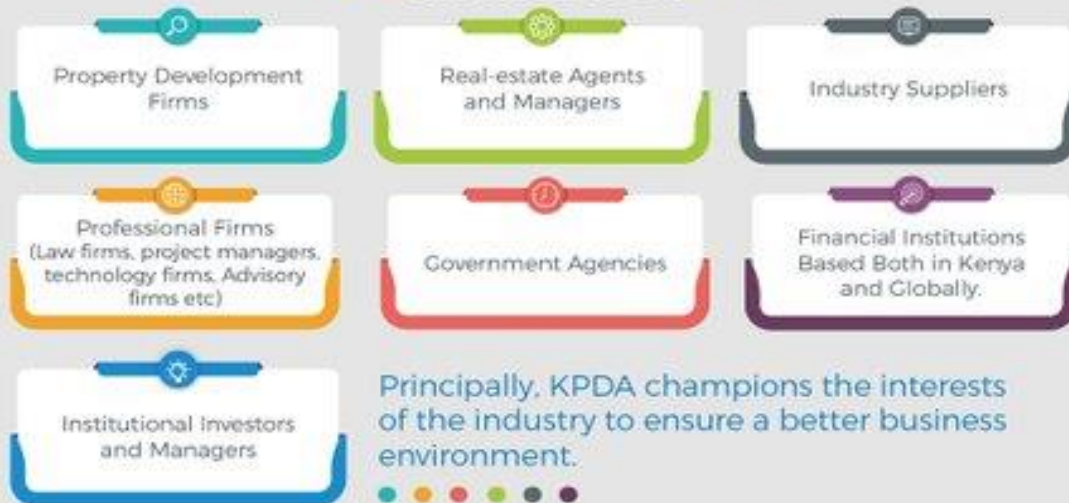 Property Development
Firms
Real-estate Agents
and Managers
Industry Suppliers
Professional Firms
(Law firms, project managers,
technology firms, Advisory
firms etc)
Government Agencies
Financial Institutions
Based Both in Kenya
and Globally.
Institutional Investors
and Managers
Principally, KPDA champions the interests
of the industry to ensure a better business
environment.